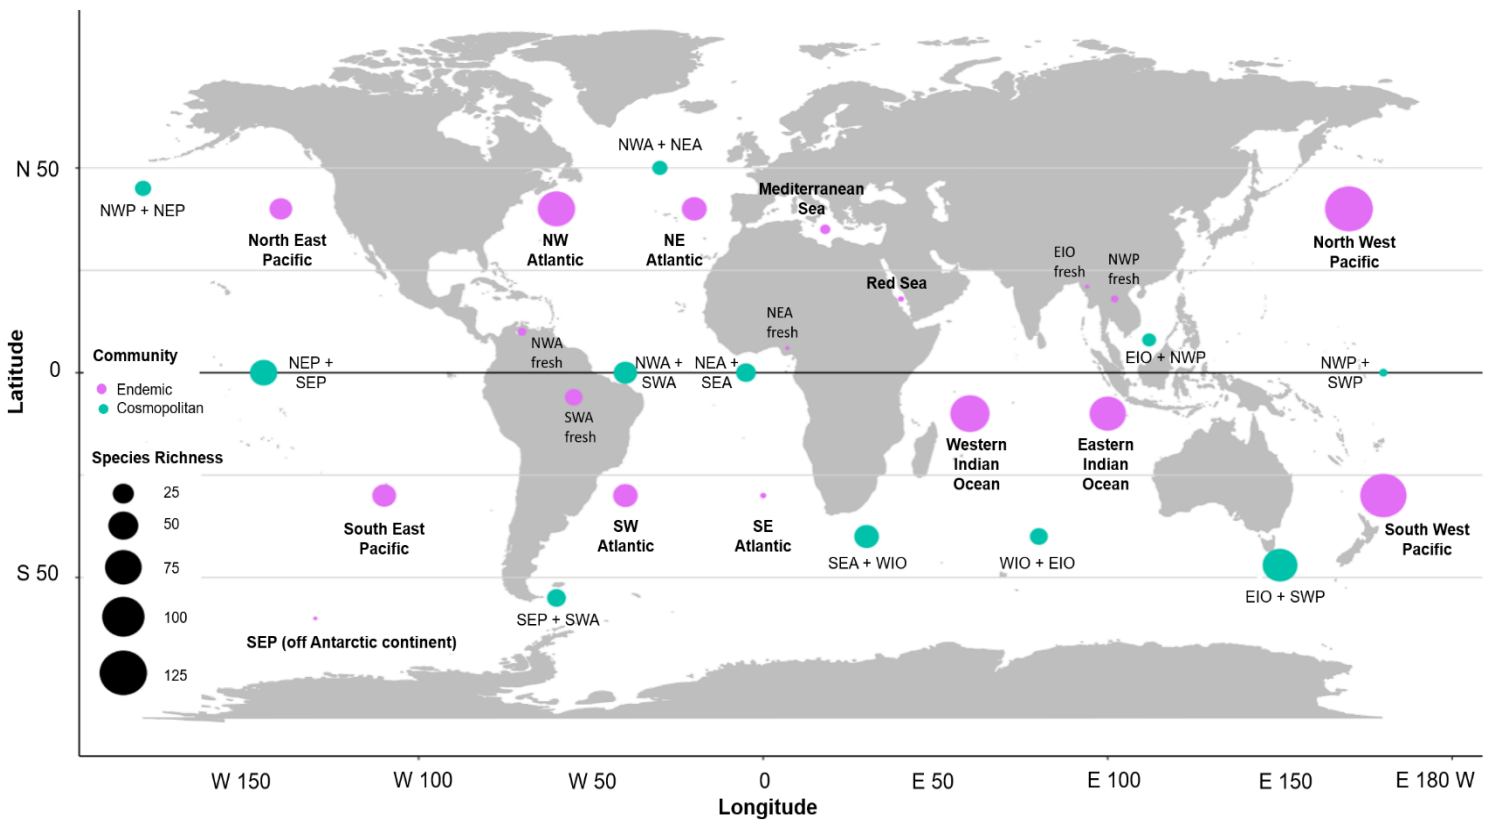 NWA + NEA
N 50
Mediterranean
Sea
NWP + NEP
North East
Pacific
NW
Atlantic
NE
Atlantic
North West
Pacific
EIO
fresh
NWP
fresh
Red Sea
NEA
fresh
NWA
fresh
Latitude
Community
Endemic
Cosmopolitan
0
NEP +
SEP
NWA +
SWA
NEA +
SEA
EIO + NWP
NWP +
SWP
SWA
fresh
Western
Indian
Ocean
Eastern
Indian
Ocean
Species Richness
25
50
75
100
125
South East
Pacific
SW
Atlantic
SE
Atlantic
South West
Pacific
SEA + WIO
WIO + EIO
EIO + SWP
S 50
SEP + SWA
SEP (off Antarctic continent)
W 150
W 100
W 50
0
E 50
E 100
E 150
E 180 W
Longitude